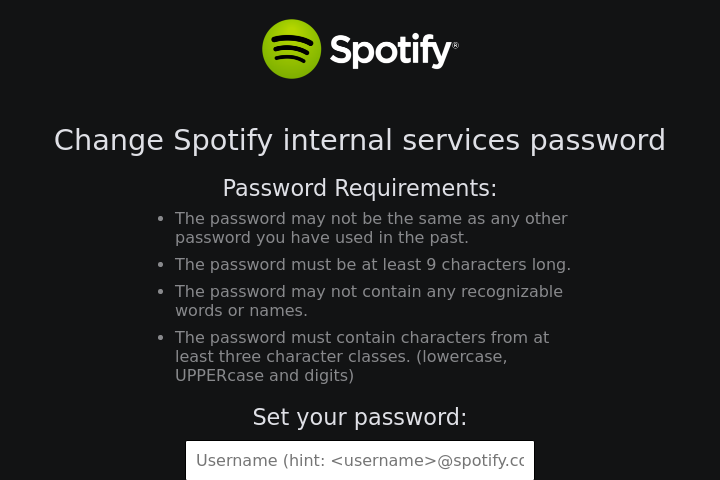 Spotify®
Change Spotify internal services password
Password Requirements:
• The password may not be the same as any other
password you have used in the past.
• The password must be at least 9 characters long.
• The password may not contain any recognizable
words or names.
• The password must contain characters from at
least three character classes. (lowercase,
UPPERcase and digits)
Set your password:
Username (hint: <username>@spotify.co